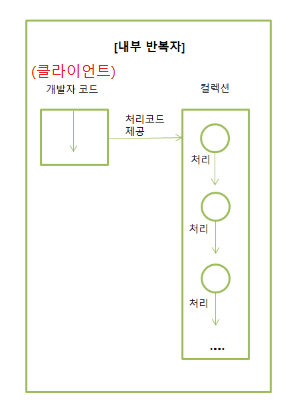 [내부 반복자]
(클라이언트)
개발자 코드
컬렉션
처리코드
제공
처리
처리
처리
....